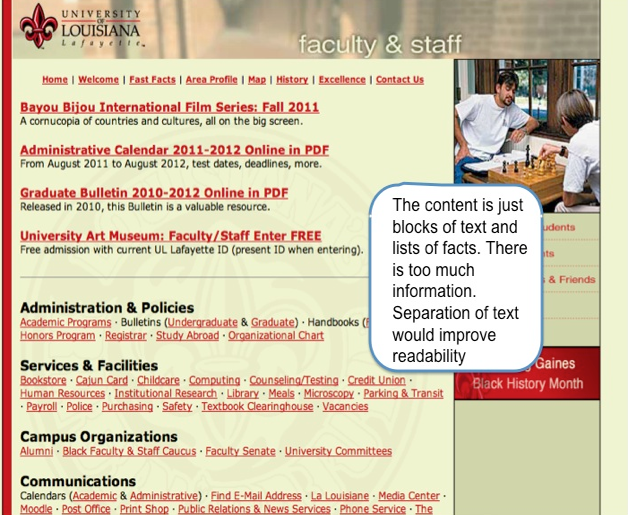 UNIVERSITY
OF
LOUISIANA
Lafayette
faculty & staff
Home | Welcome | Fast Facts | Area Profile | Map | History | Excellence | Contact Us
Bayou Bijou International Film Series: Fall 2011
A cornucopia of countries and cultures, all on the big screen.
Administrative Calendar 2011-2012 Online in PDF
From August 2011 to August 2012, test dates, deadlines, more.
Graduate Bulletin 2010-2012 Online in PDF
Released in 2010, this Bulletin is a valuable resource.
University Art Museum: Faculty/Staff Enter FREE
Free admission with current UL Lafayette ID (present ID when entering).
The content is just
blocks of text and
lists of facts. There
is too much
information.
Separation of text
would improve
readability
& Friends
Gaines
Black History Month
Administration & Policies
Academic Programs · Bulletins (Undergraduate & Graduate) · Handbooks (
Honors Program · Registrar · Study Abroad · Organizational Chart
Services & Facilities
Bookstore · Cajun Card · Childcare · Computing · Counseling/Testing · Credit Union ·
Human Resources · Institutional Research · Library · Meals · Microscopy · Parking & Transit
· Payroll · Police · Purchasing · Safety · Textbook Clearinghouse · Vacancies
Campus Organizations
Alumni · Black Faculty & Staff Caucus · Faculty Senate · University Committees
Communications
Calendars (Academic & Administrative) · Find E-Mail Address · La Louisiane · Media Center ·
Moodle · Post Office · Print Shop · Public Relations & News Services · Phone Service · The